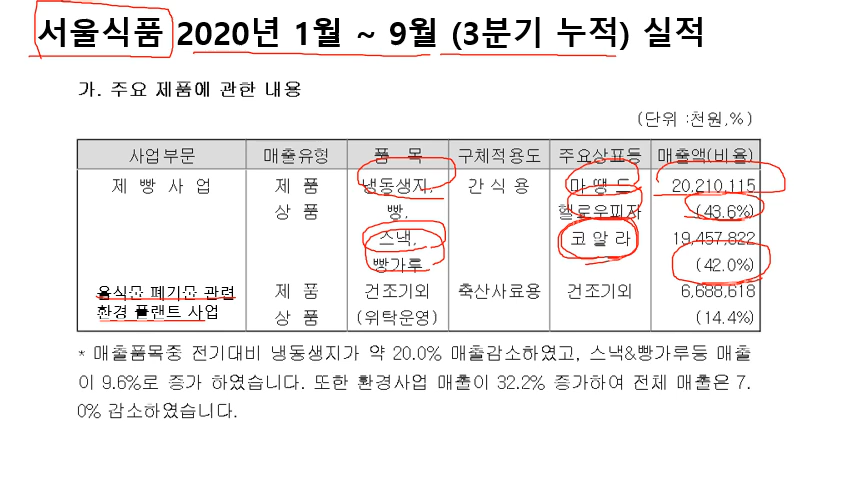 서울식품 2020년 1월 ~ 9월 (3분기 누적) 실적
가. 주요 제품에 관한 내용
(단위 :천원,%)
사업부문 매출유형 품 목 구체적용도 주요상표등 매출액(비율)
제 빵 사 업 제 품 냉동생지, 간 식 용 마 땡 드 20,210,115
상 품 빵, 헬로우피자 (43.6%)
스낵, 코 알 라 19,457,822
빵가루 (42.0%)
음식문 폐기문 관련 제 품 건조기외 축산사료용 건조기외 6,688,618
환경 플랜트 사업 상 품 (위탁운영) (14.4%)
* 매출품목중 전기대비 냉동생지가 약 20.0% 매출감소하였고, 스낵&빵가루등 매출
이 9.6%로 증가 하였습니다. 또한 환경사업 매출이 32.2% 증가하여 전체 매출은 7.
0% 감소하였습니다.